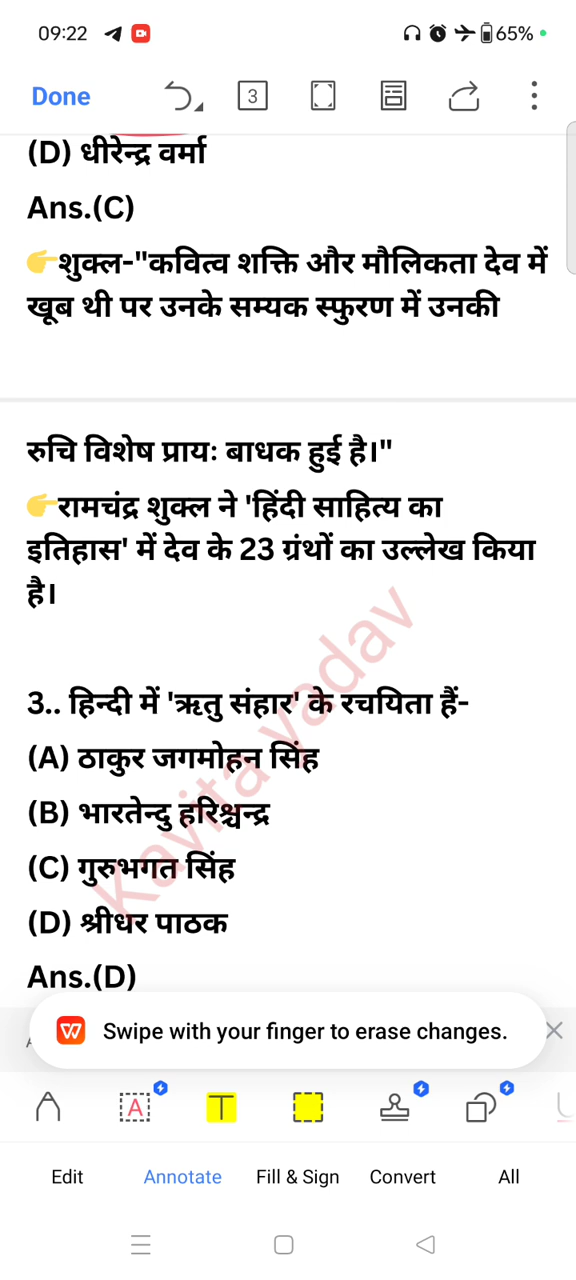 09:22
65%
Done
3
(D) धीरेन्द्र वर्मा
Ans.(C)
👉शुक्ल-"कवित्व शक्ति और मौलिकता देव में
खूब थी पर उनके सम्यक स्फुरण में उनकी
रुचि विशेष प्रायः बाधक हुई है।"
👉रामचंद्र शुक्ल ने 'हिंदी साहित्य का
इतिहास' में देव के 23 ग्रंथों का उल्लेख किया
है।
3.. हिन्दी में 'ऋतु संहार' के रचयिता हैं-
(A) ठाकुर जगमोहन सिंह
(B) भारतेन्दु हरिश्चन्द्र
(C) गुरुभगत सिंह
(D) श्रीधर पाठक
Ans.(D)
Kavita yadav
Swipe with your finger to erase changes.
A
T
Edit
Annotate
Fill & Sign
Convert
All